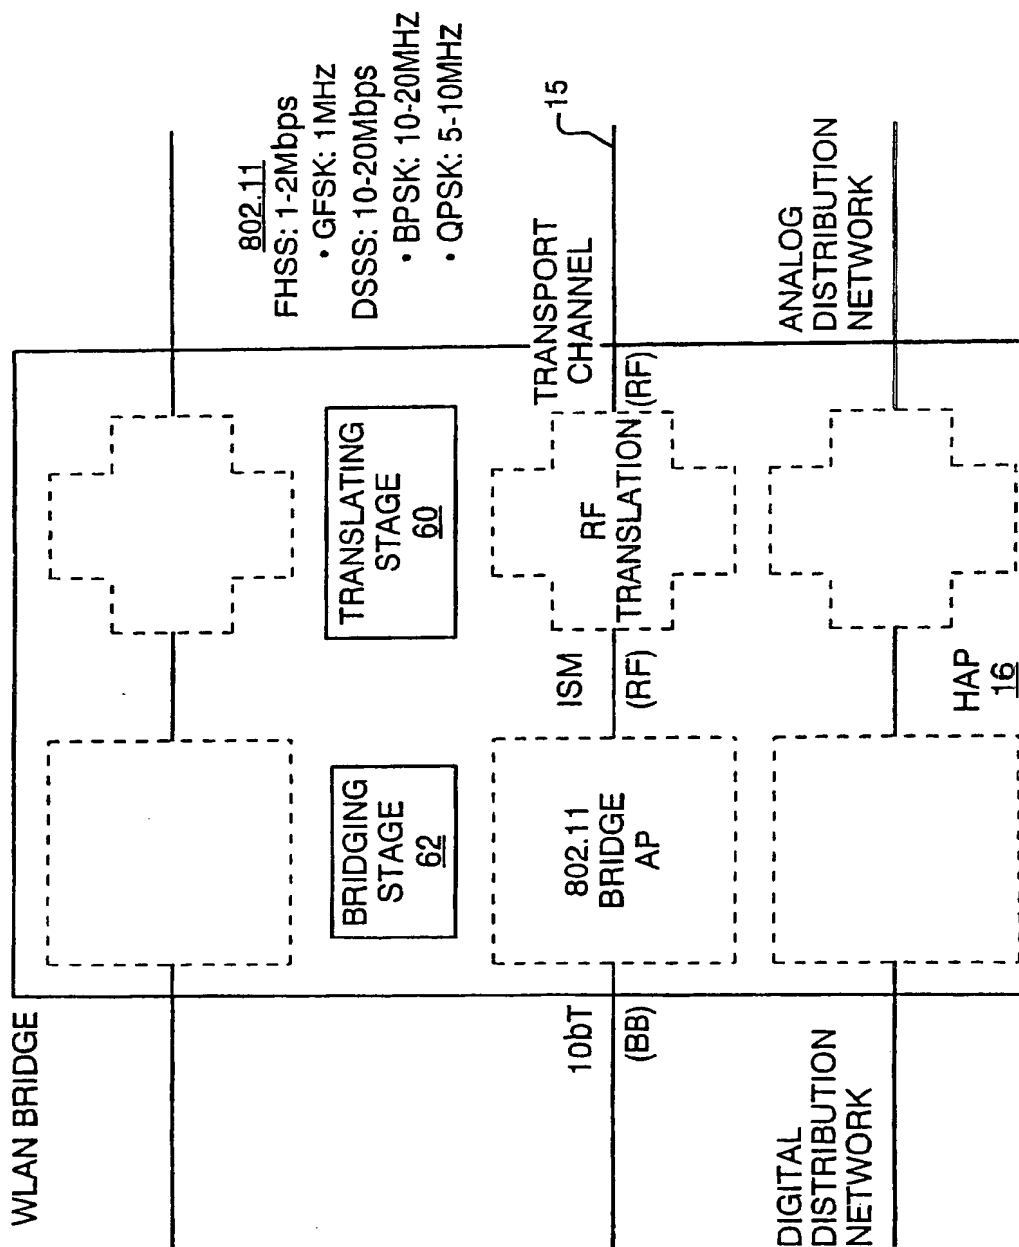 WLAN BRIDGE
802.11
FHSS: 1-2Mbps
• GFSK: 1MHZ
DSSS: 10-20Mbps
• BPSK: 10-20MHZ
• QPSK: 5-10MHZ
BRIDGING
STAGE
62
TRANSLATING
STAGE
60
10bT
(BB)
802.11
BRIDGE
AP
ISM
(RF)
RF
TRANSLATION
TRANSPORT
CHANNEL
(RF)
15
DIGITAL
DISTRIBUTION
NETWORK
HAP
16
ANALOG
DISTRIBUTION
NETWORK